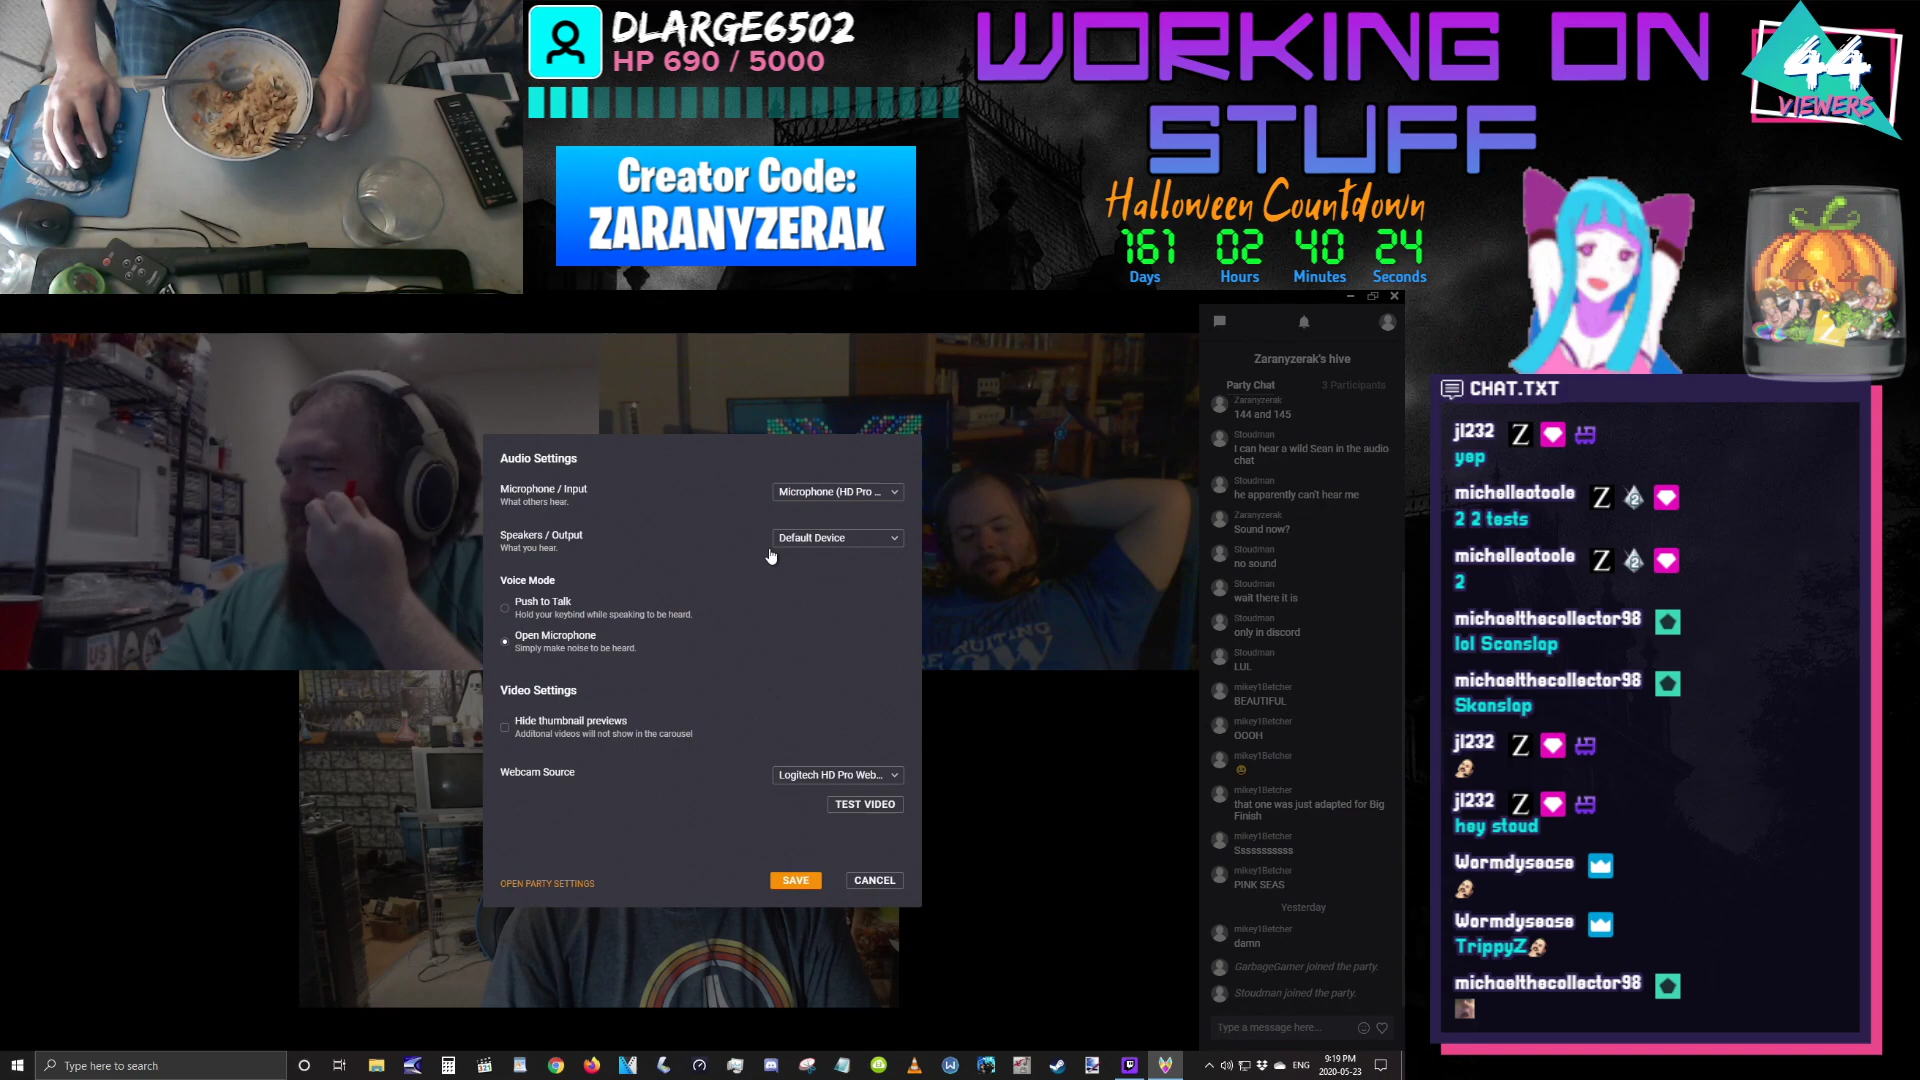 DLARGE6502
HP 690 / 5000
WORKING ON
STUFF
44
VIEWERS
Creator Code:
ZARANYZERAK
Halloween Countdown
161 02 40 24
Days Hours Minutes Seconds
Zaranyzerak's hive
Party Chat 3 Participants
Zaranyzerak
144 and 145
Stoudman
I can hear a wild Sean in the audio
chat
Stoudman
he apparently can't hear me
Zaranyzerak
Sound now?
Stoudman
no sound
Stoudman
wait there it is
Stoudman
only in discord
Stoudman
LUL
mikey1Betcher
BEAUTIFUL
mikey1Betcher
OOOH
mikey1Betcher
mikey1Betcher
that one was just adapted for Big
Finish
mikey1Betcher
Ssssssssssss
mikey1Betcher
PINK SEAS
Yesterday
mikey1Betcher
damn
GarbageGamer joined the party.
Stoudman joined the party.
Type a message here...
Audio Settings
Microphone / Input
What others hear.
Microphone (HD Pro ...
Speakers / Output
What you hear.
Default Device
Voice Mode
Push to Talk
Hold your keybind while speaking to be heard.
Open Microphone
Simply make noise to be heard.
Video Settings
Hide thumbnail previews
Additonal videos will not show in the carousel
Webcam Source
Logitech HD Pro Web...
TEST VIDEO
OPEN PARTY SETTINGS
SAVE
CANCEL
CHAT.TXT
jl232
yep
michelleotoole
2 2 tests
michelleotoole
2
michaelthecollector98
lol Scanslap
michaelthecollector98
Skanslap
jl232
jl232
hey stoud
Wormdysease
Wormdysease
TrippyZ
michaelthecollector98
Type here to search
ENG
9:19 PM
2020-05-23